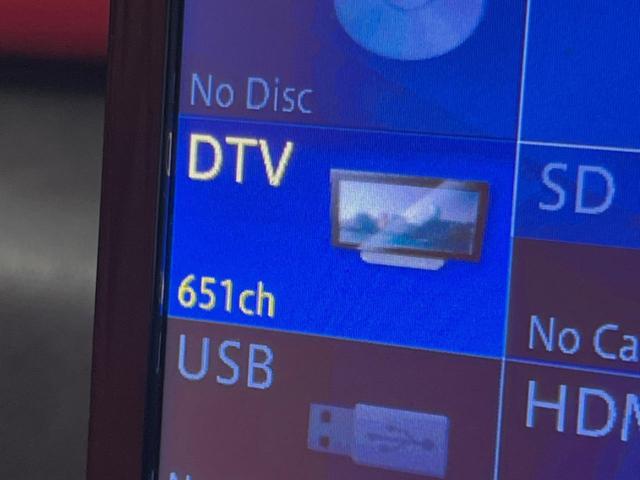 No Disc
DTV
SD
651ch
No Ca
USB
HDM